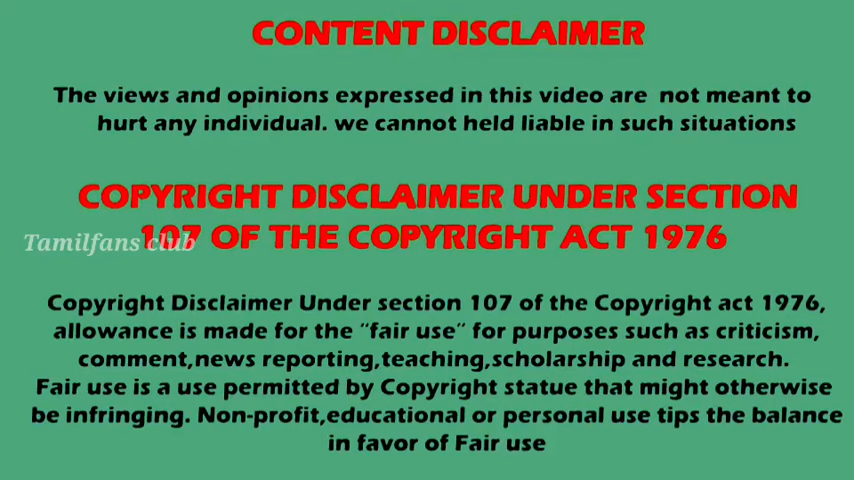 CONTENT DISCLAIMER
The views and opinions expressed in this video are not meant to
hurt any individual. we cannot held liable in such situations
COPYRIGHT DISCLAIMER UNDER SECTION
107 OF THE COPYRIGHT ACT 1976
Tamilfans club
Copyright Disclaimer Under section 107 of the Copyright act 1976,
allowance is made for the "fair use" for purposes such as criticism,
comment,news reporting,teaching,scholarship and research.
Fair use is a use permitted by Copyright statue that might otherwise
be infringing. Non-profit,educational or personal use tips the balance
in favor of Fair use